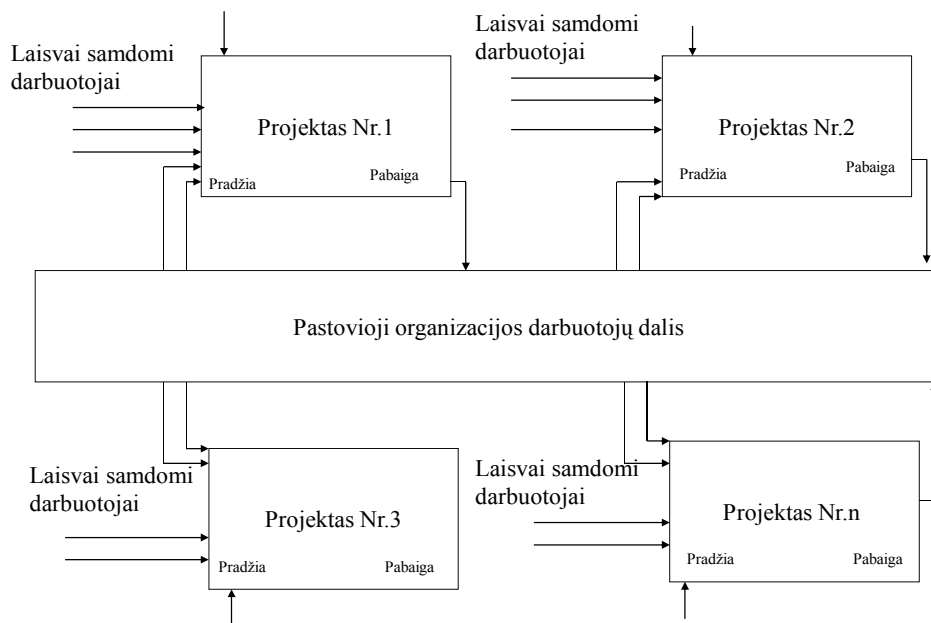 Laisvai samdomi
darbuotojai
Projektas Nr.1
Pradžia
Pabaiga
Laisvai samdomi
darbuotojai
Projektas Nr.2
Pradžia
Pabaiga
Pastovioji organizacijos darbuotojų dalis
Laisvai samdomi
darbuotojai
Projektas Nr.3
Pradžia
Pabaiga
Laisvai samdomi
darbuotojai
Projektas Nr.n
Pradžia
Pabaiga